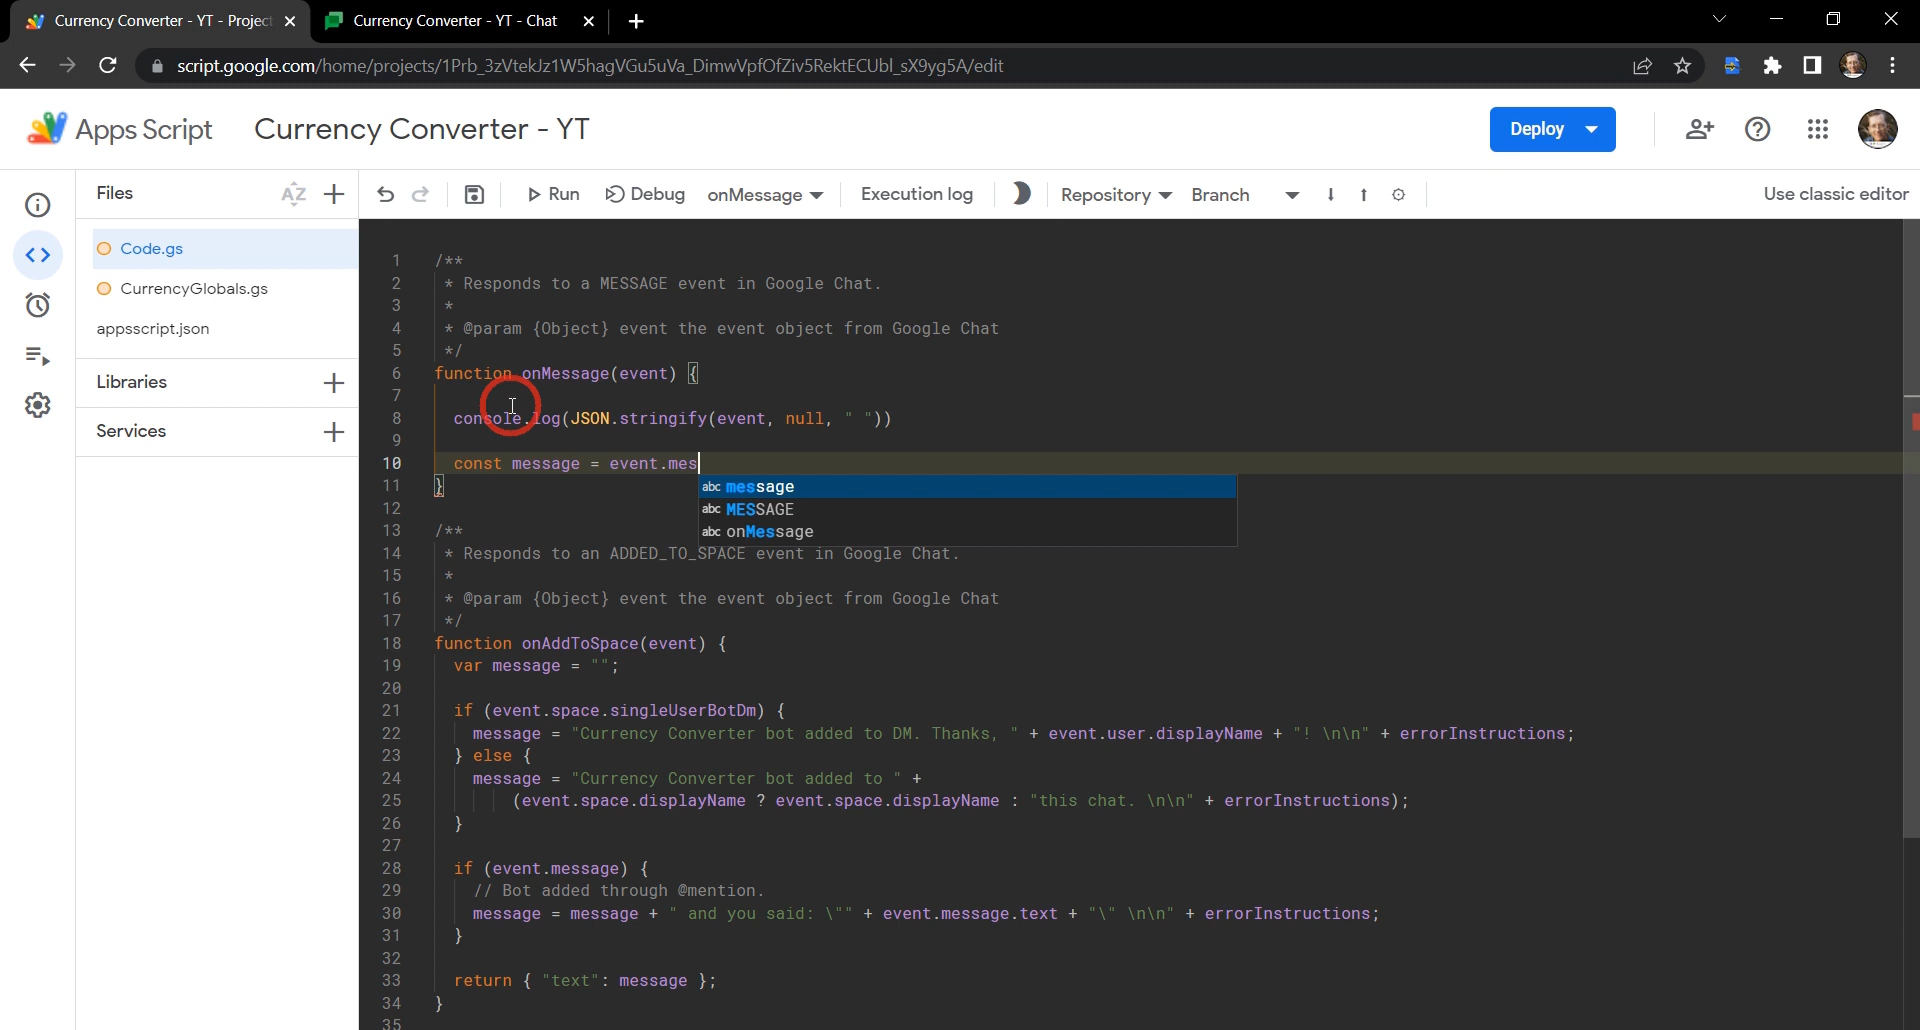 Currency Converter - YT - Project
Currency Converter - YT - Chat
script.google.com/home/projects/1Prb_3zVtekJz1W5hagVGu5uVa_DimwVpfOfZiv5RektECUbl_sX9yg5A/edit
Apps Script
Currency Converter - YT
Deploy
Files
AZ
Run
Debug
onMessage
Execution log
Repository
Branch
Use classic editor
Code.gs
CurrencyGlobals.gs
appsscript.json
Libraries
Services
1 /**
2 * Responds to a MESSAGE event in Google Chat.
3 *
4 * @param {Object} event the event object from Google Chat
5 */
6 function onMessage(event) {
7
8 console.log(JSON.stringify(event, null, " "))
9
10 const message = event.mes
abc message
abc MESSAGE
abc onMessage
11 }
12
13 /**
14 * Responds to an ADDED_TO_SPACE event in Google Chat.
15 *
16 * @param {Object} event the event object from Google Chat
17 */
18 function onAddToSpace(event) {
19 var message = "";
20
21 if (event.space.singleUserBotDm) {
22 message = "Currency Converter bot added to DM. Thanks, " + event.user.displayName + "! \n\n" + errorInstructions;
23 } else {
24 message = "Currency Converter bot added to " +
25 (event.space.displayName ? event.space.displayName : "this chat. \n\n" + errorInstructions);
26 }
27
28 if (event.message) {
29 // Bot added through @mention.
30 message = message + " and you said: \"" + event.message.text + "\" \n\n" + errorInstructions;
31 }
32
33 return { "text": message };
34 }
35